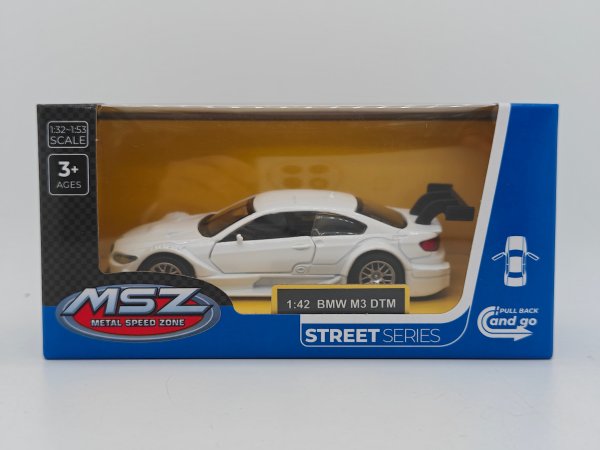 1:32~1:53
SCALE
3+
AGES
MSZ
METAL SPEED ZONE
1:42 BMW M3 DTM
STREET SERIES
PULL BACK
and go